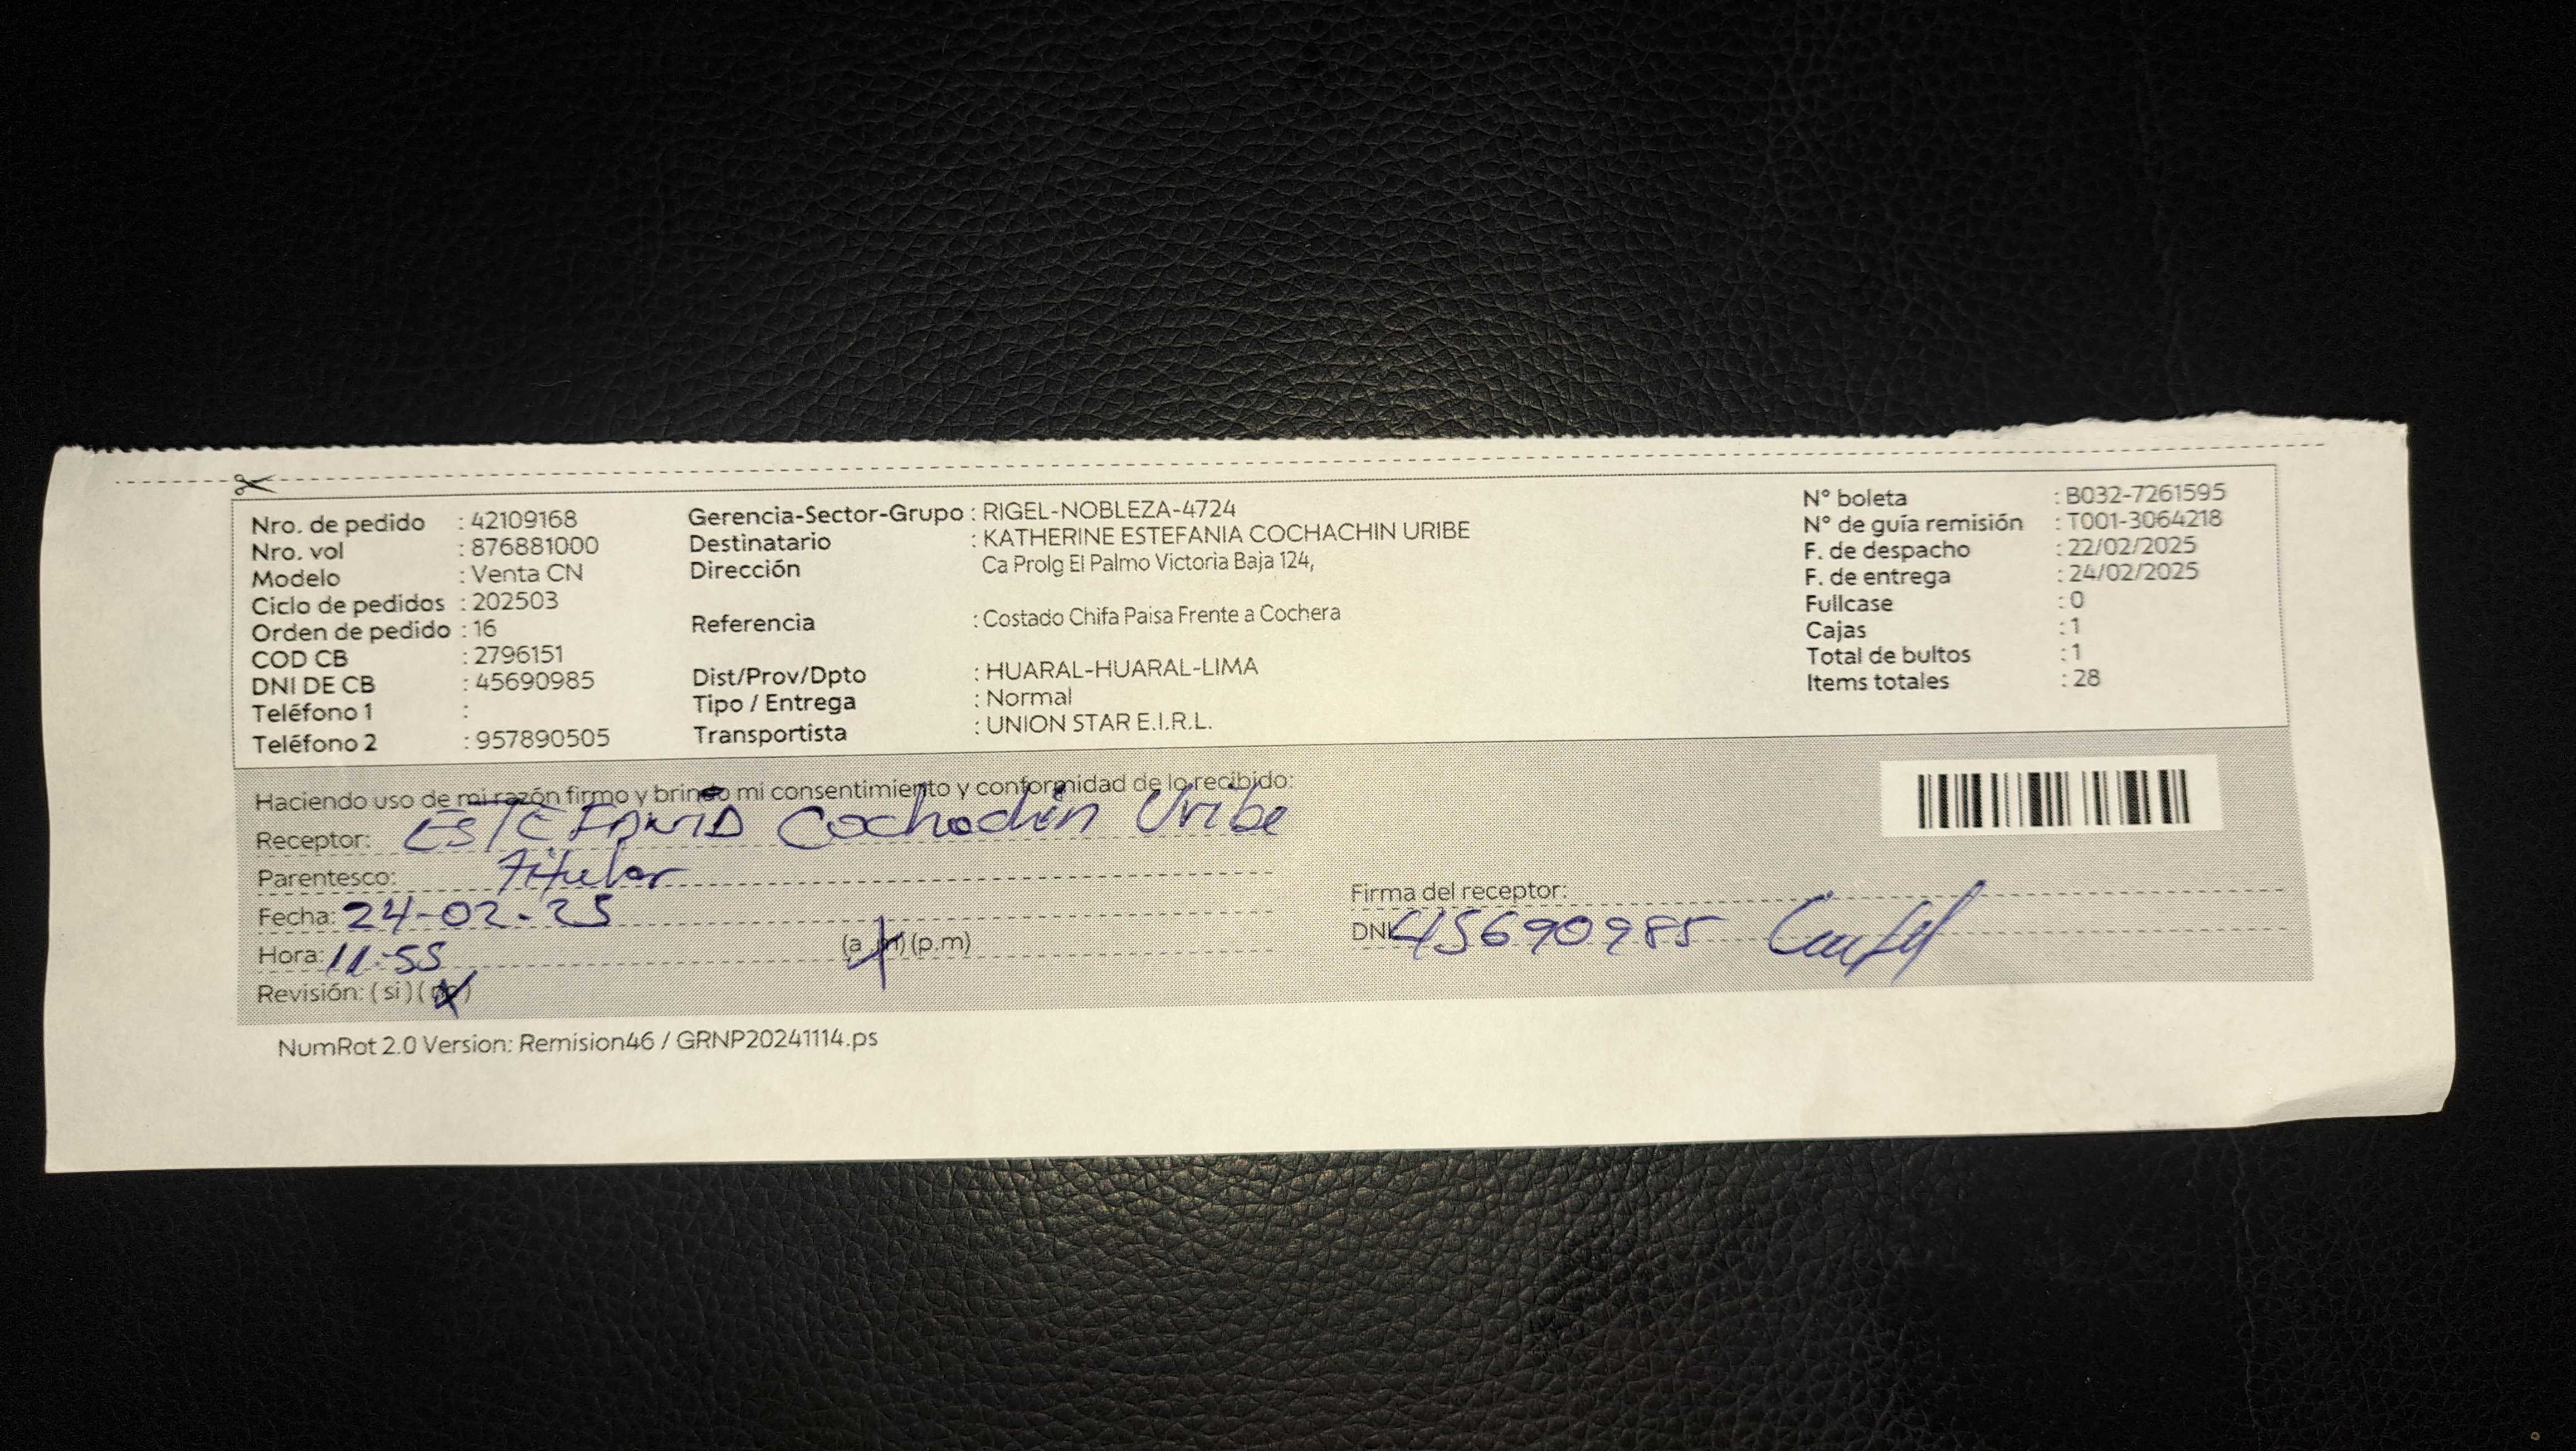 Nro. de pedido : 42109168
Nro. vol : 876881000
Modelo : Venta CN
Ciclo de pedidos : 202503
Orden de pedido : 16
COD CB : 2796151
DNI DE CB : 45690985
Teléfono 1 :
Teléfono 2 : 957890505
Gerencia-Sector-Grupo : RIGEL-NOBLEZA-4724
Destinatario : KATHERINE ESTEFANIA COCHACHIN URIBE
Dirección Ca Prolg El Palmo Victoria Baja 124,
Referencia : Costado Chifa Paisa Frente a Cochera
Dist/Prov/Dpto : HUARAL-HUARAL-LIMA
Tipo / Entrega : Normal
Transportista : UNION STAR E.I.R.L.
N° boleta : B032-7261595
N° de guía remisión : T001-3064218
F. de despacho : 22/02/2025
F. de entrega : 24/02/2025
Fullcase : 0
Cajas : 1
Total de bultos : 1
Items totales : 28
Haciendo uso de mi razón firmo y brindo mi consentimiento y conformidad de lo recibido:
Receptor: ESTEFANIA Cochachin Uribe
Parentesco: titular
Fecha: 24-02-25
Hora: 11:55 (a.m) (p.m)
Revisión: (si) (no)
Firma del receptor:
DNI 45690985
NumRot 2.0 Version: Remision46 / GRNP20241114.ps